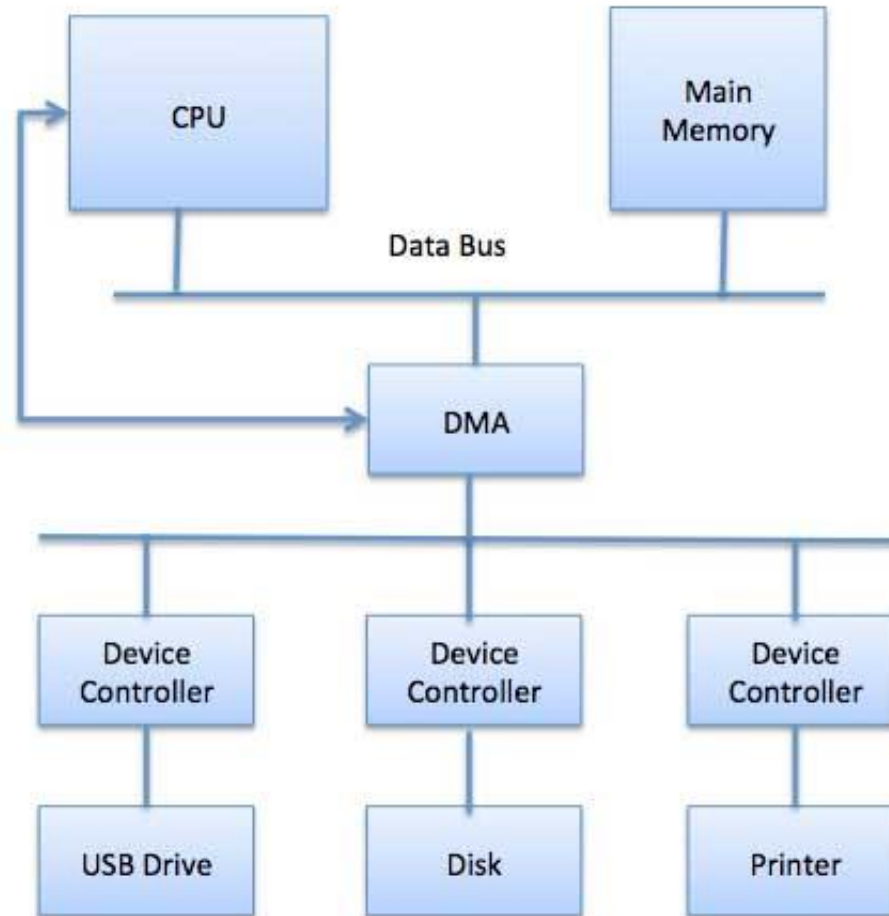 CPU
Main
Memory
Data Bus
DMA
Device
Controller
Device
Controller
Device
Controller
USB Drive
Disk
Printer